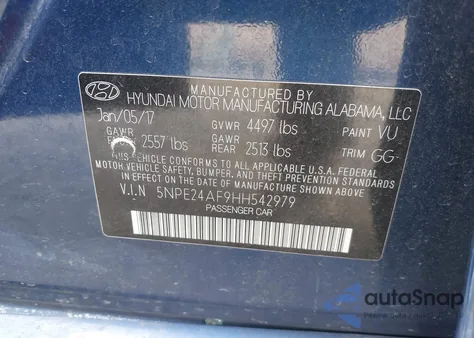 MANUFACTURED BY
HYUNDAI MOTOR MANUFACTURING ALABAMA, LLC
Jan/05/17 GVWR 4497 lbs PAINT VU
GAWR 2557 lbs GAWR REAR 2513 lbs TRIM GG-
THIS VEHICLE CONFORMS TO ALL APPLICABLE U.S.A. FEDERAL
MOTOR VEHICLE SAFETY, BUMPER, AND THEFT PREVENTION STANDARDS
IN EFFECT ON THE DATE OF MANUFACTURE SHOWN ABOVE.
V.I.N 5NPE24AF9HH542979
PASSENGER CAR
autoSnap